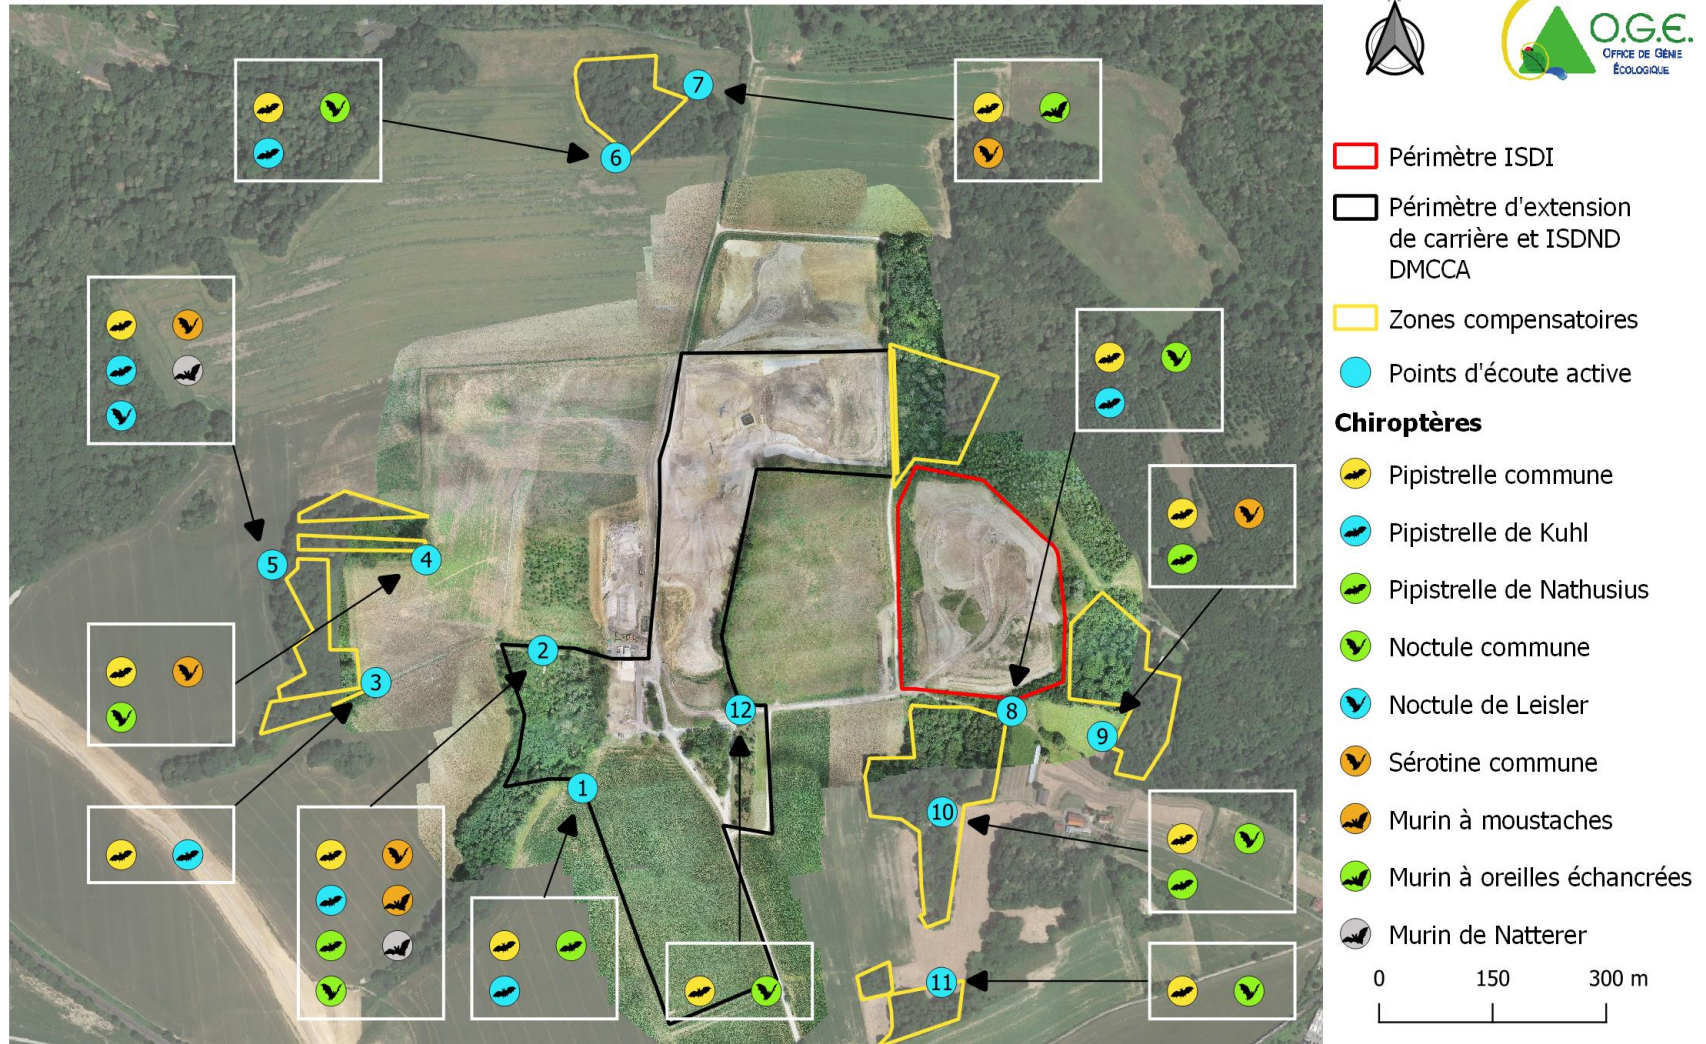 O.G.E.
OFFICE DE GÉNIE
ÉCOLOGIQUE
Périmètre ISDI
Périmètre d'extension
de carrière et ISDND
DMCCA
Zones compensatoires
Points d'écoute active
Chiroptères
Pipistrelle commune
Pipistrelle de Kuhl
Pipistrelle de Nathusius
Noctule commune
Noctule de Leisler
Sérotine commune
Murin à moustaches
Murin à oreilles échancrées
Murin de Natterer
0 150 300 m
7
6
5
4
2
3
12
8
9
1
10
11